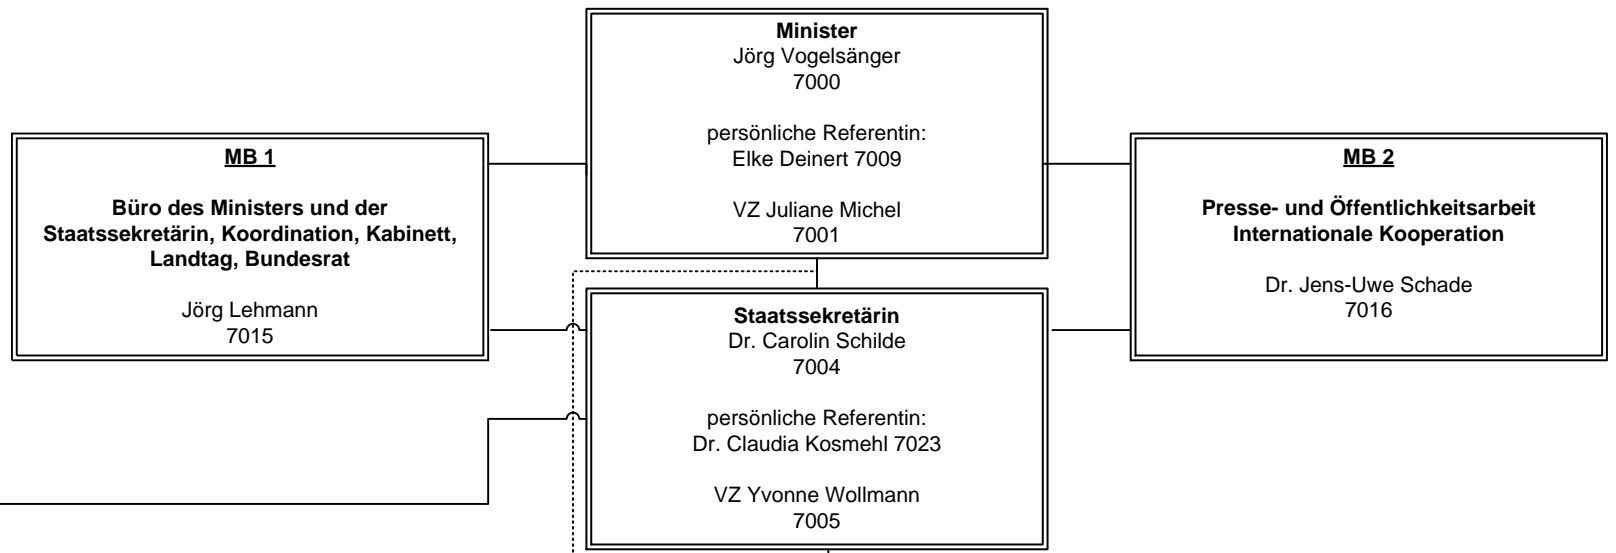 Minister
Jörg Vogelsänger
7000
persönliche Referentin:
Elke Deinert 7009
VZ Juliane Michel
7001
MB 1
Büro des Ministers und der
Staatssekretärin, Koordination, Kabinett,
Landtag, Bundesrat
Jörg Lehmann
7015
MB 2
Presse- und Öffentlichkeitsarbeit
Internationale Kooperation
Dr. Jens-Uwe Schade
7016
Staatssekretärin
Dr. Carolin Schilde
7004
persönliche Referentin:
Dr. Claudia Kosmehl 7023
VZ Yvonne Wollmann
7005